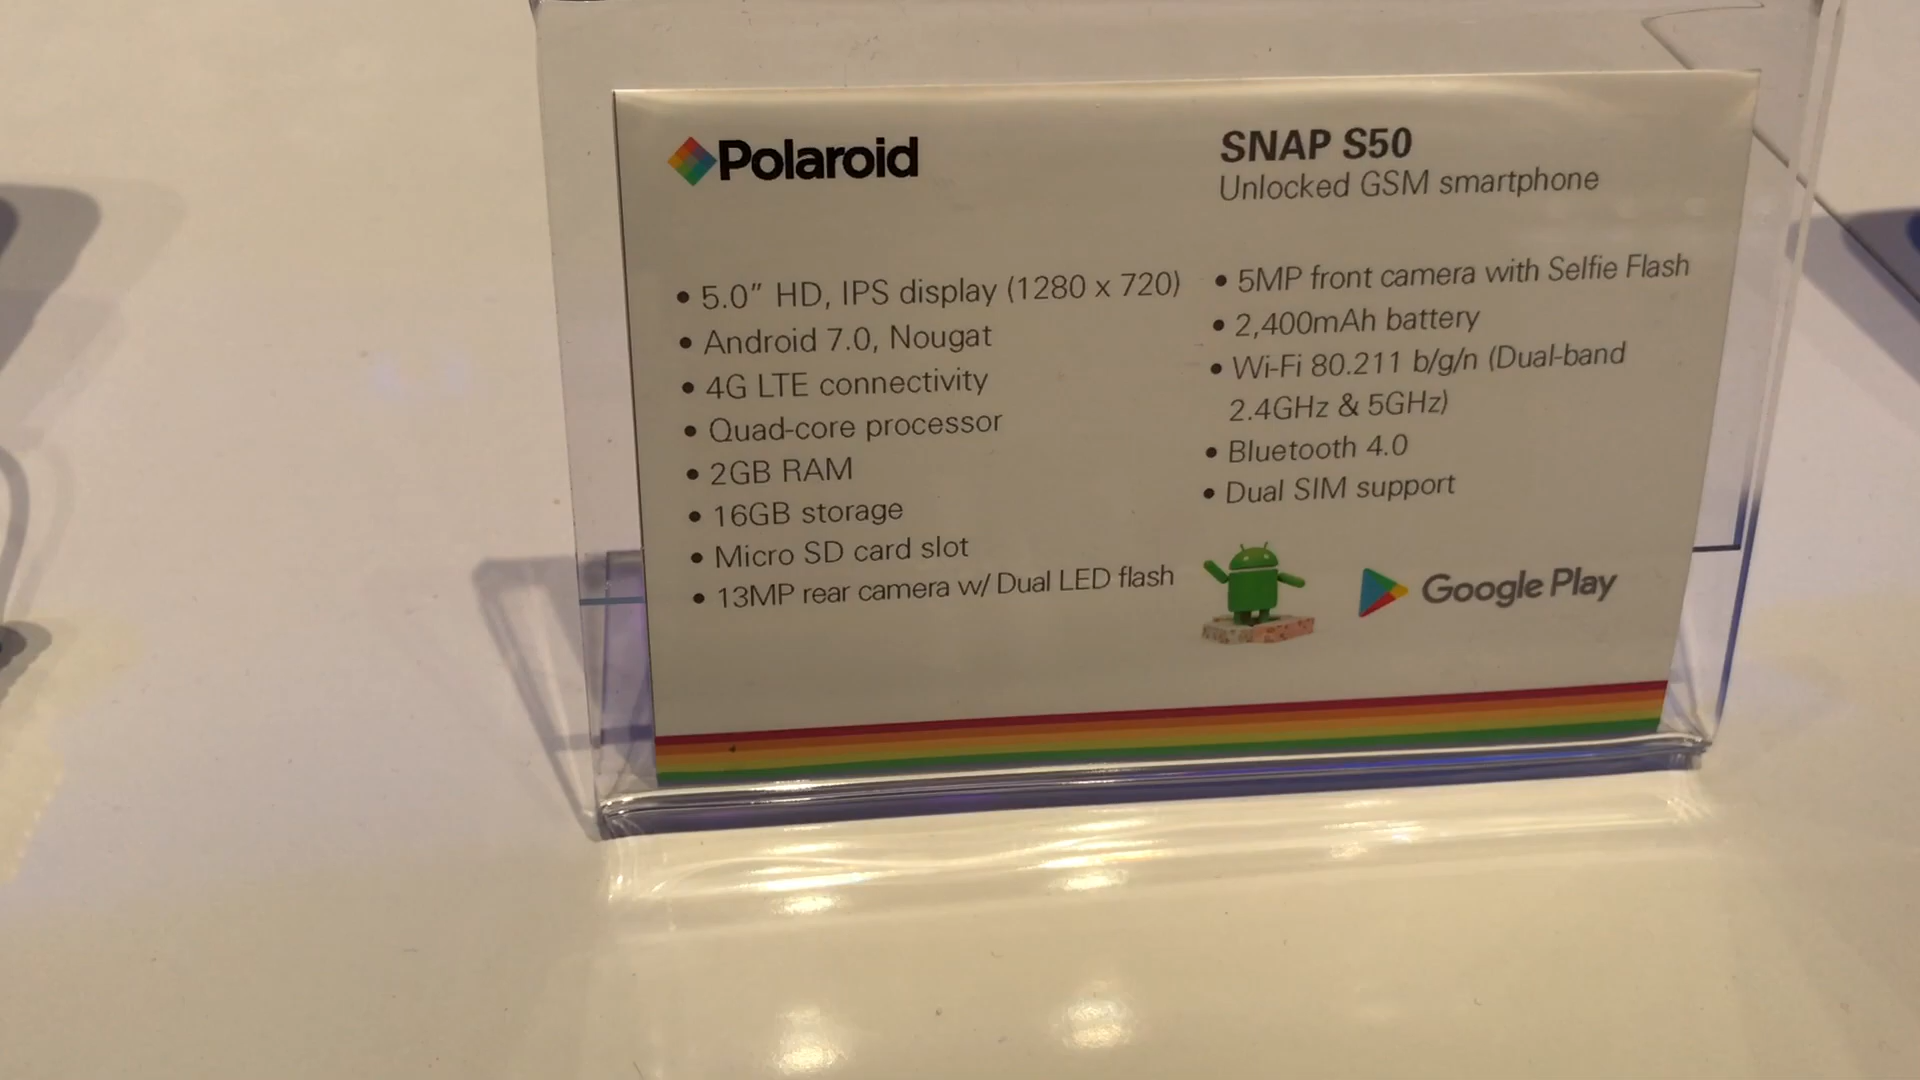 Polaroid
SNAP S50
Unlocked GSM smartphone
• 5.0" HD, IPS display (1280 x 720)
• Android 7.0, Nougat
• 4G LTE connectivity
• Quad-core processor
• 2GB RAM
• 16GB storage
• Micro SD card slot
• 13MP rear camera w/ Dual LED flash
• 5MP front camera with Selfie Flash
• 2,400mAh battery
• Wi-Fi 80.211 b/g/n (Dual-band
2.4GHz & 5GHz)
• Bluetooth 4.0
• Dual SIM support
Google Play